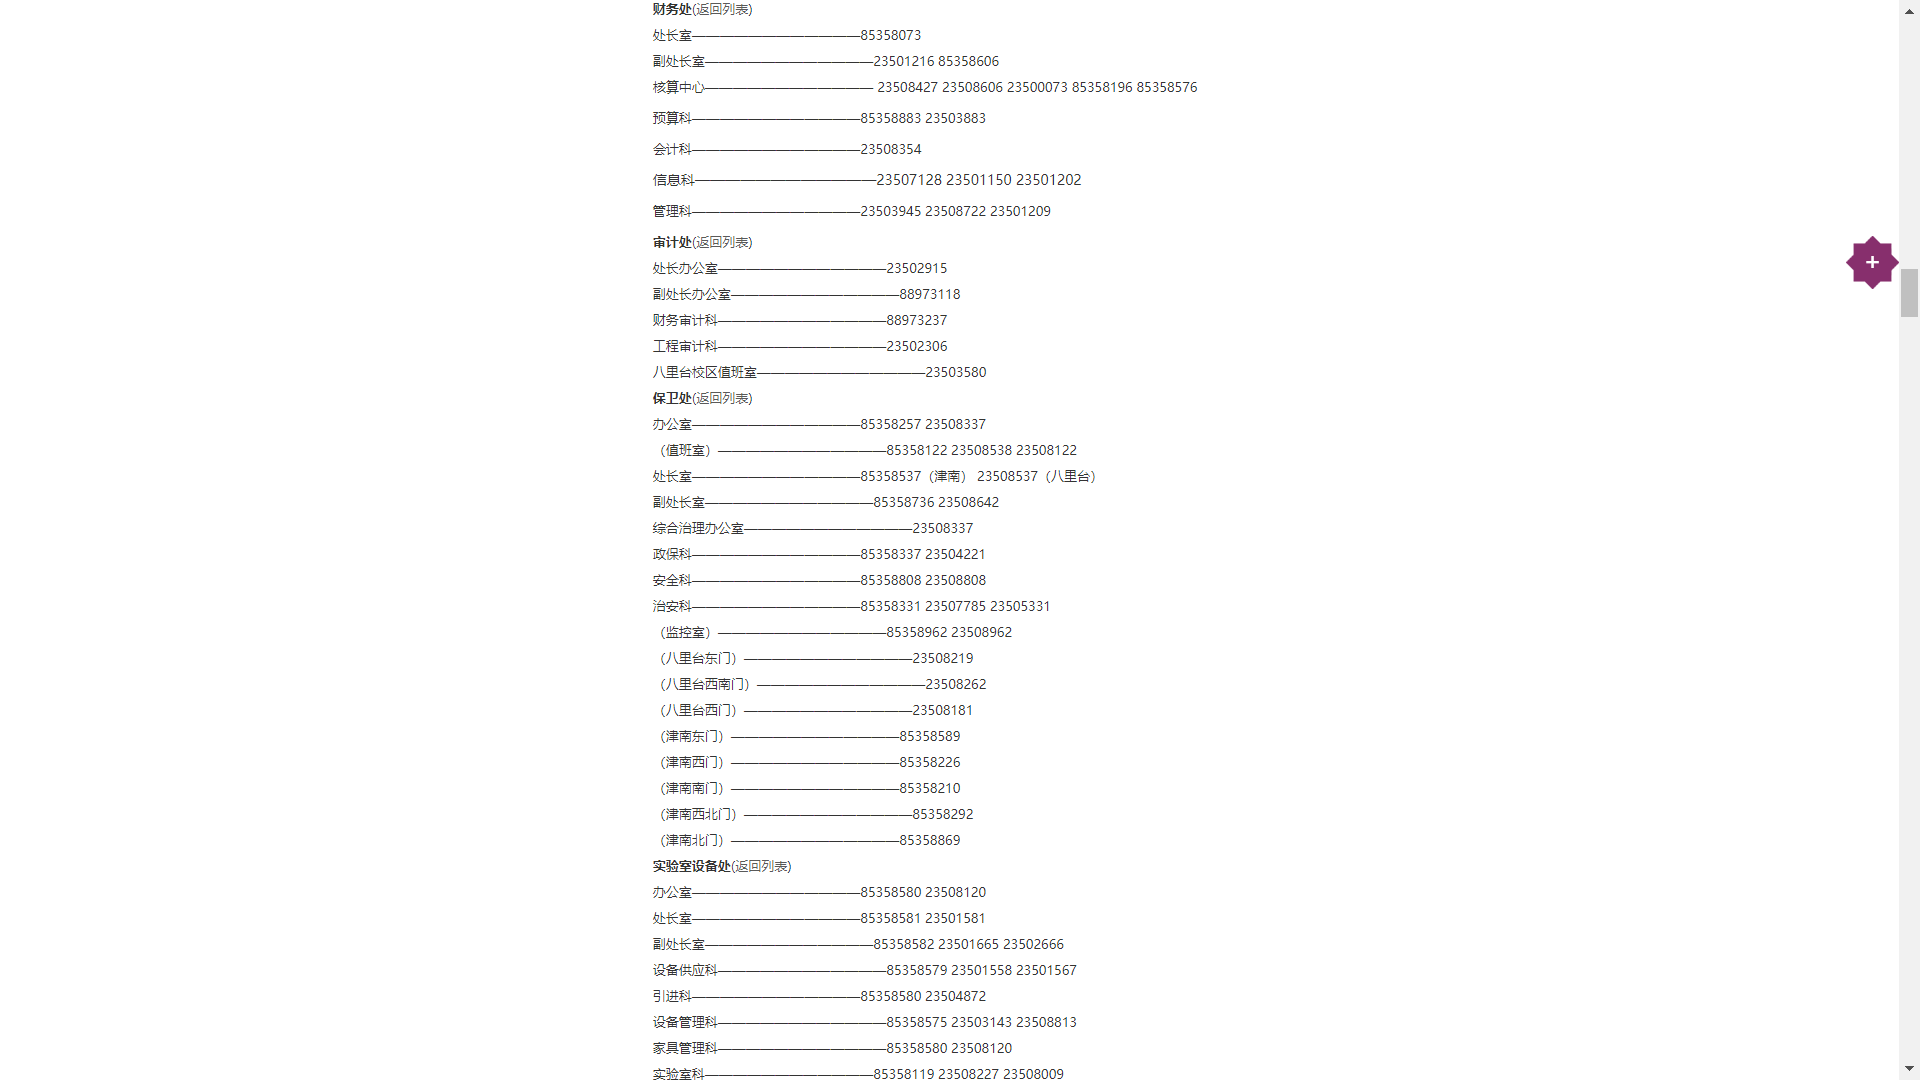 财务处(返回列表)
处长室————————————85358073
副处长室————————————23501216 85358606
核算中心———————————— 23508427 23508606 23500073 85358196 85358576
预算科————————————85358883 23503883
会计科————————————23508354
信息科————————————23507128 23501150 23501202
管理科————————————23503945 23508722 23501209
审计处(返回列表)
处长办公室————————————23502915
副处长办公室————————————88973118
财务审计科————————————88973237
工程审计科————————————23502306
八里台校区值班室————————————23503580
保卫处(返回列表)
办公室————————————85358257 23508337
（值班室）————————————85358122 23508538 23508122
处长室————————————85358537（津南） 23508537（八里台）
副处长室————————————85358736 23508642
综合治理办公室————————————23508337
政保科————————————85358337 23504221
安全科————————————85358808 23508808
治安科————————————85358331 23507785 23505331
（监控室）————————————85358962 23508962
（八里台东门）————————————23508219
（八里台西南门）————————————23508262
（八里台西门）————————————23508181
（津南东门）————————————85358589
（津南西门）————————————85358226
（津南南门）————————————85358210
（津南西北门）————————————85358292
（津南北门）————————————85358869
实验室设备处(返回列表)
办公室————————————85358580 23508120
处长室————————————85358581 23501581
副处长室————————————85358582 23501665 23502666
设备供应科————————————85358579 23501558 23501567
引进科————————————85358580 23504872
设备管理科————————————85358575 23503143 23508813
家具管理科————————————85358580 23508120
实验室科————————————85358119 23508227 23508009
+